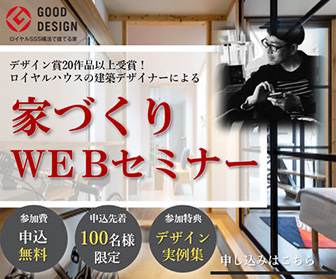 GOOD
DESIGN
ロイヤルSSS構法で建てる家
デザイン賞20作品以上受賞！
ロイヤルハウスの建築デザイナーによる
家づくり
WEBセミナー
参加費
申込
無料
申込先着
100名様
限定
参加特典
デザイン
実例集
申し込みはこちら